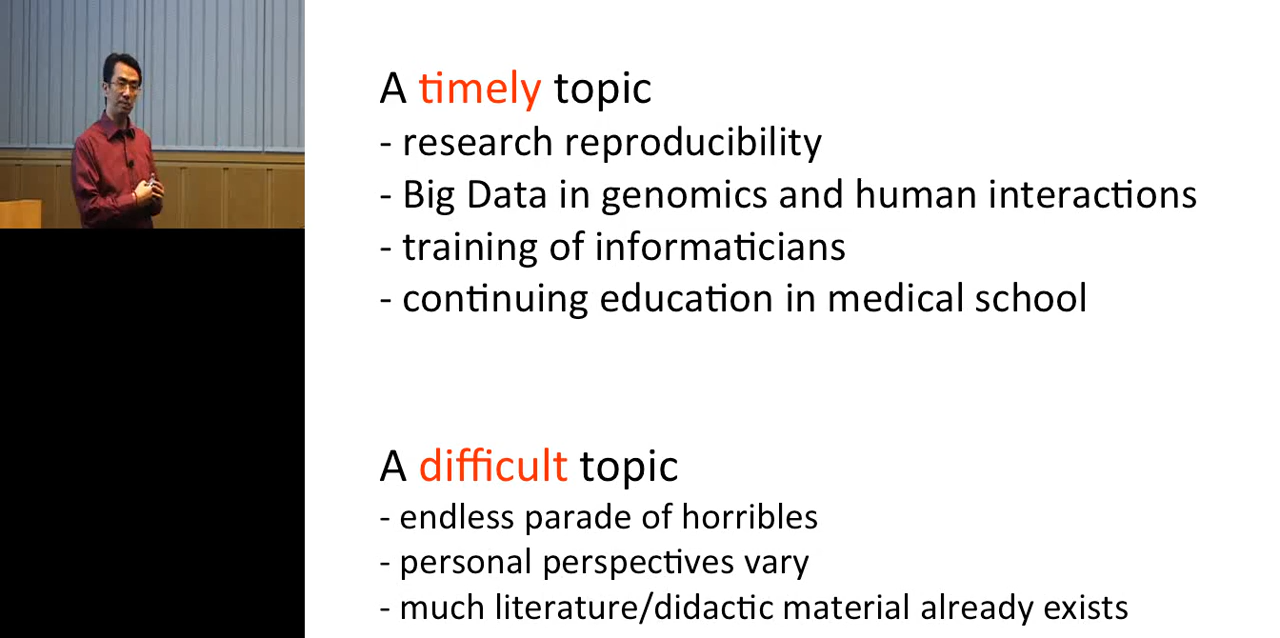 A timely topic
- research reproducibility
- Big Data in genomics and human interactions
- training of informaticians
- continuing education in medical school
A difficult topic
- endless parade of horribles
- personal perspectives vary
- much literature/didactic material already exists